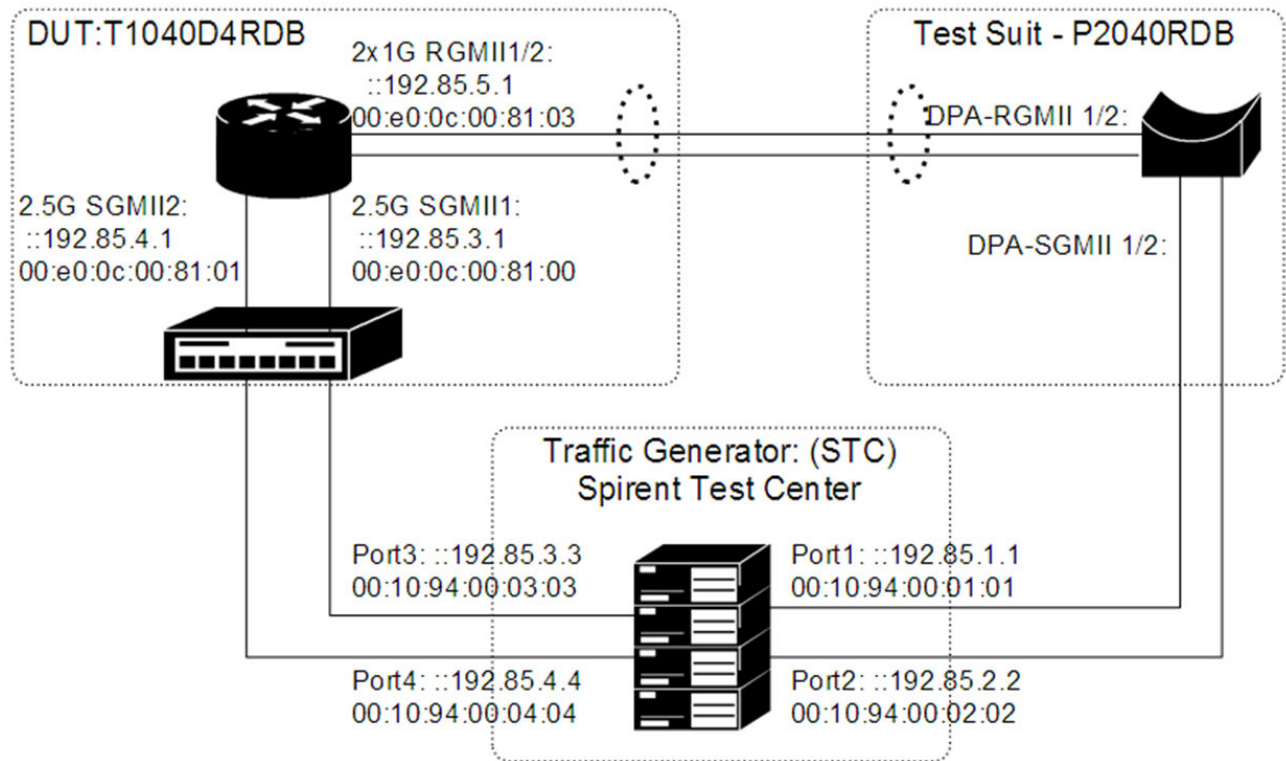 DUT:T1040D4RDB
2x1G RGMII1/2:
::192.85.5.1
00:e0:0c:00:81:03
Test Suit - P2040RDB
DPA-RGMII 1/2:
2.5G SGMII2:
::192.85.4.1
00:e0:0c:00:81:01
2.5G SGMII1:
::192.85.3.1
00:e0:0c:00:81:00
DPA-SGMII 1/2:
Traffic Generator: (STC)
Spirent Test Center
Port3: ::192.85.3.3
00:10:94:00:03:03
Port1: ::192.85.1.1
00:10:94:00:01:01
Port4: ::192.85.4.4
00:10:94:00:04:04
Port2: ::192.85.2.2
00:10:94:00:02:02